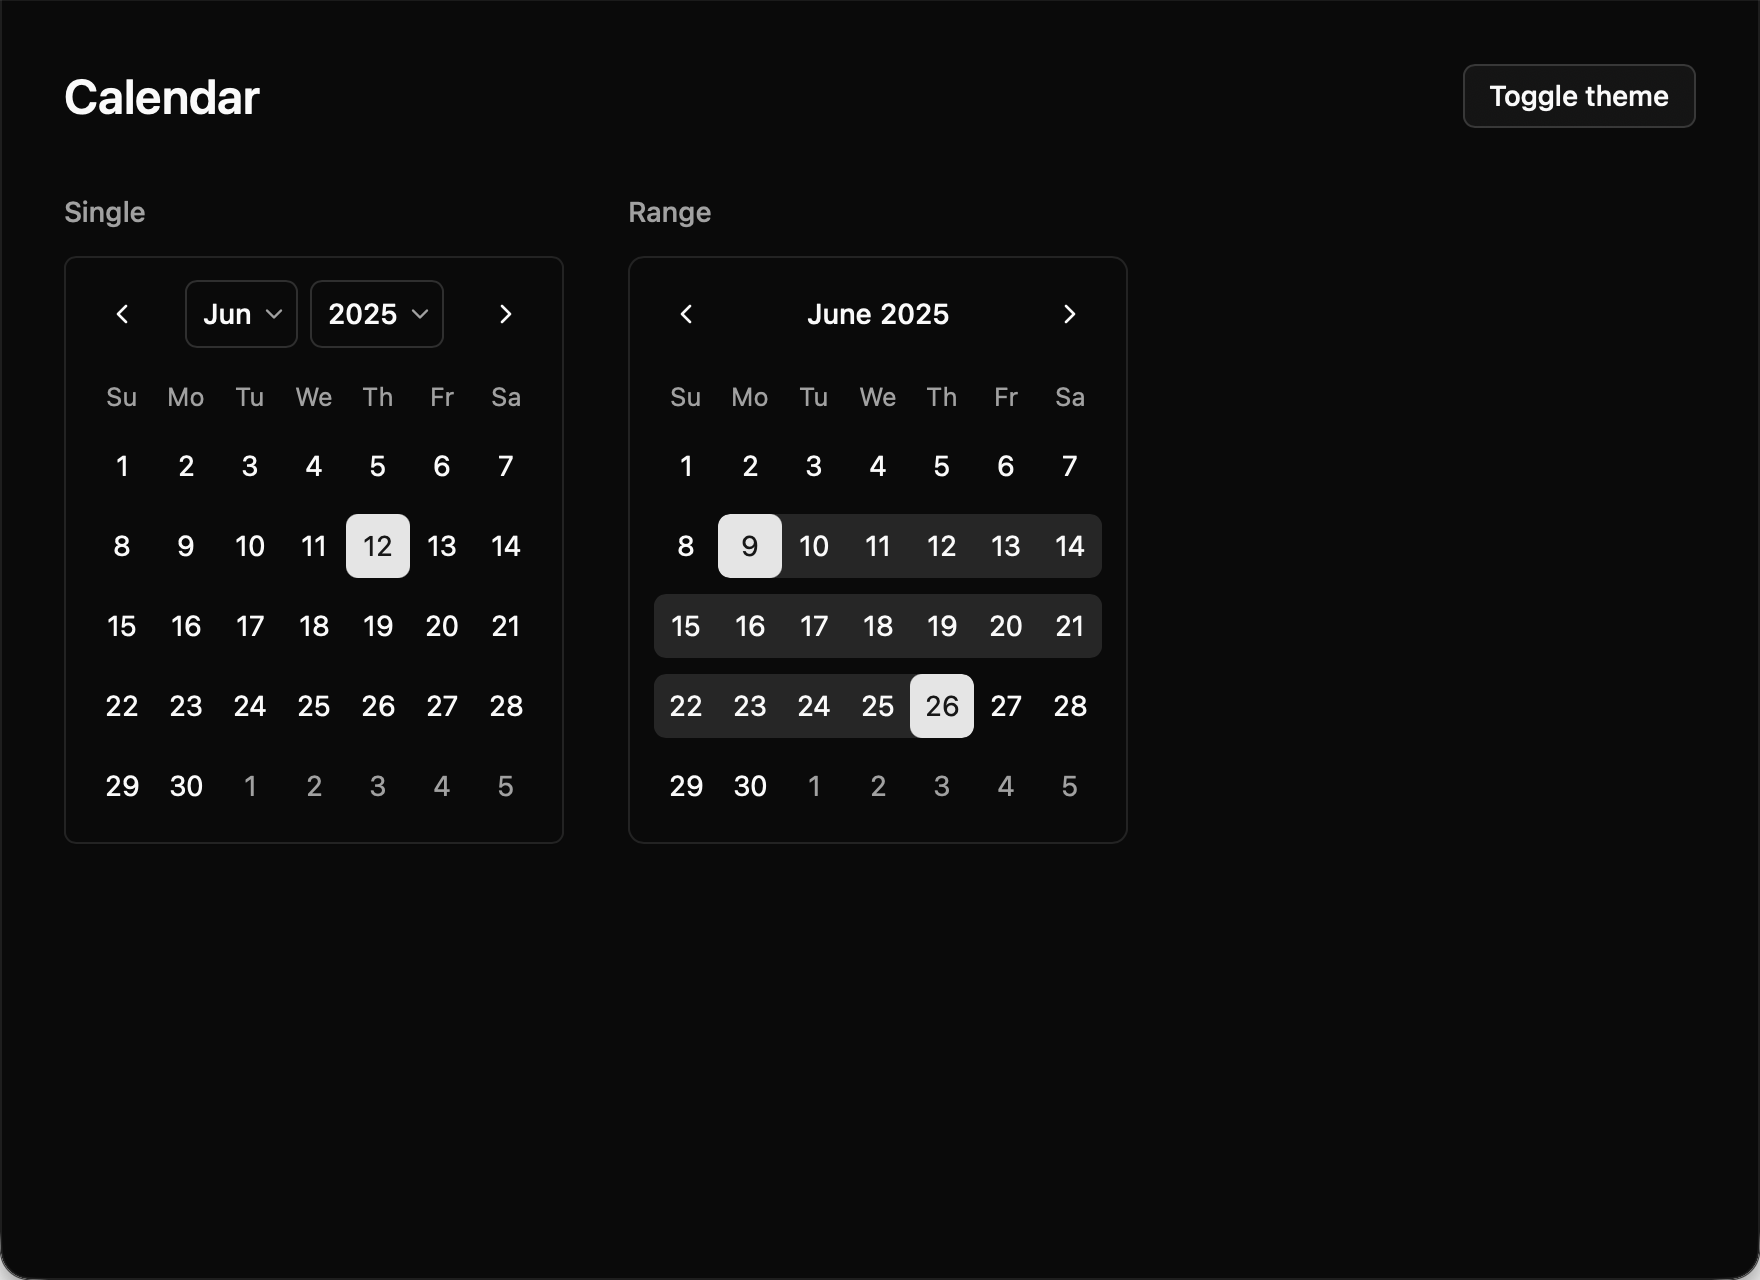 Calendar
Toggle theme
Single
Jun 2025
Su Mo Tu We Th Fr Sa
1 2 3 4 5 6 7
8 9 10 11 12 13 14
15 16 17 18 19 20 21
22 23 24 25 26 27 28
29 30 1 2 3 4 5
Range
June 2025
Su Mo Tu We Th Fr Sa
1 2 3 4 5 6 7
8 9 10 11 12 13 14
15 16 17 18 19 20 21
22 23 24 25 26 27 28
29 30 1 2 3 4 5